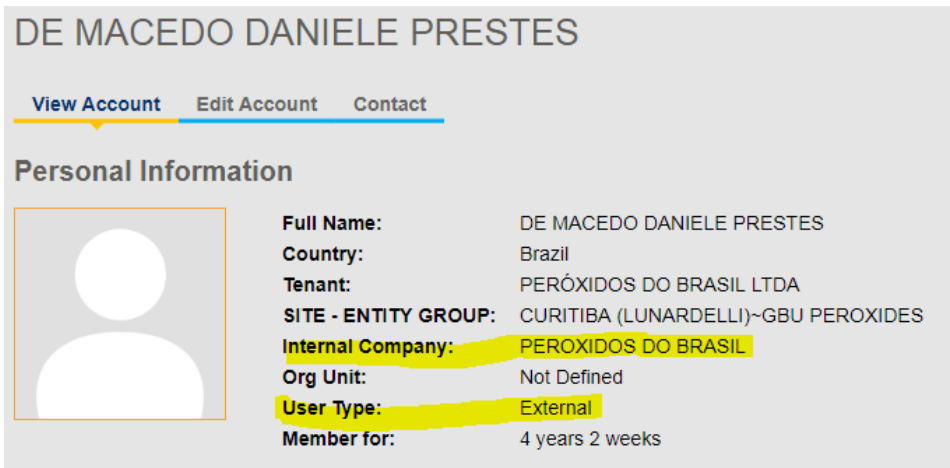 DE MACEDO DANIELE PRESTES
View Account Edit Account Contact
Personal Information
Full Name: DE MACEDO DANIELE PRESTES
Country: Brazil
Tenant: PERÓXIDOS DO BRASIL LTDA
SITE - ENTITY GROUP: CURITIBA (LUNARDELLI)~GBU PEROXIDES
Internal Company: PEROXIDOS DO BRASIL
Org Unit: Not Defined
User Type: External
Member for: 4 years 2 weeks